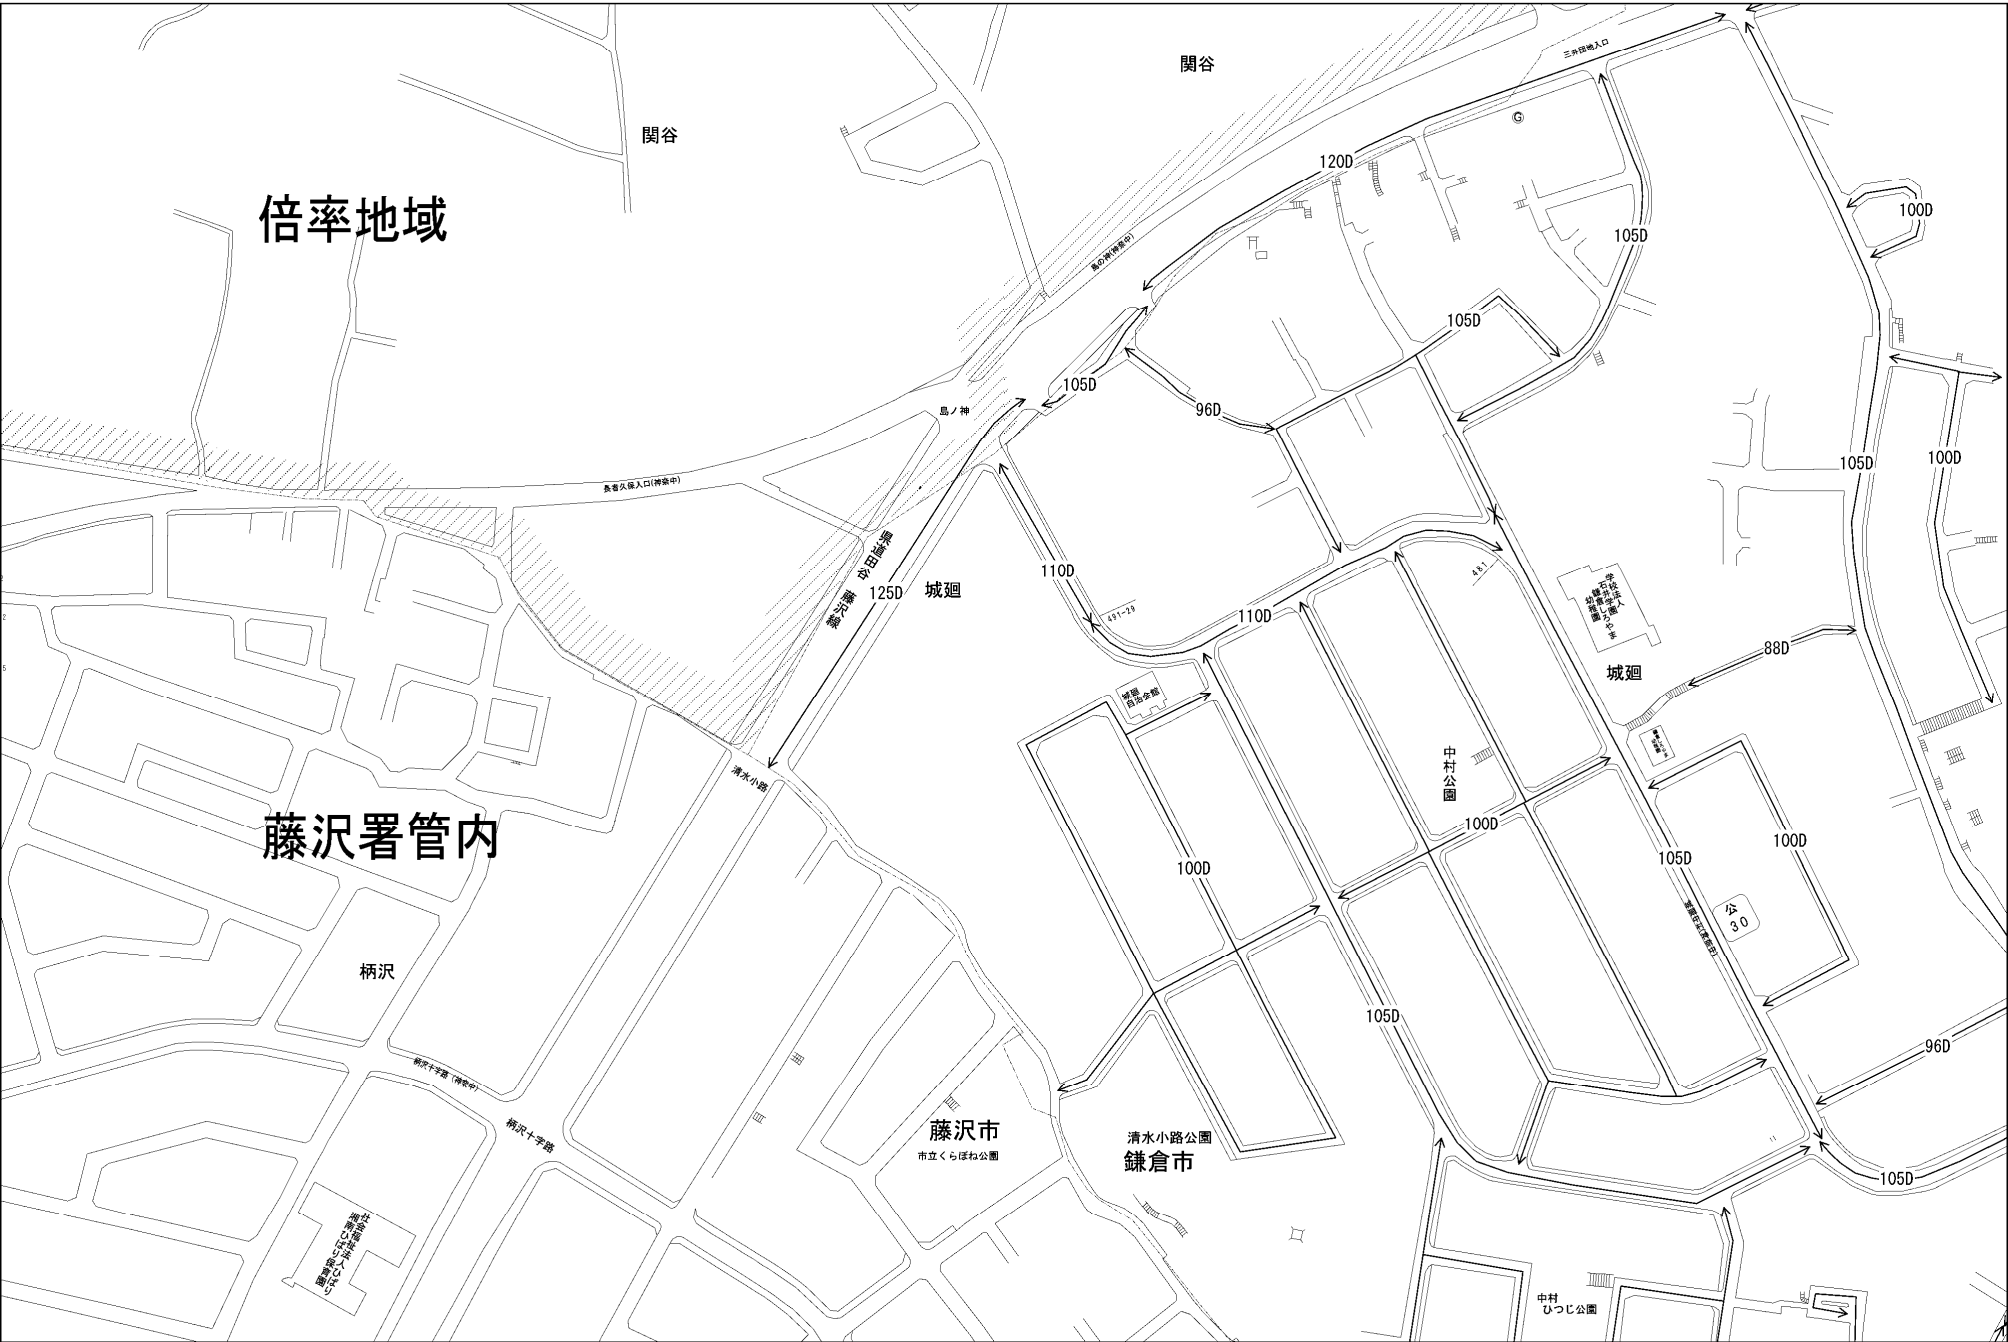 関谷
三井団地入口
G
関谷
120D
倍率地域
100D
105D
島の神(神奈中)
105D
105D
96D
島ノ神
105D
100D
長者久保入口(神奈中)
県道田谷 藤沢線
125D
城廻
110D
481
学校法人
石井学園
鎌倉しろやま
幼稚園
491-29
110D
88D
城廻
城廻
自治会館
中村公園
清水小路
藤沢署管内
100D
100D
105D
100D
公
30
柄沢
105D
96D
柄沢十字路(神奈中)
柄沢十字路
藤沢市
市立くらぼね公園
清水小路公園
鎌倉市
105D
社会福祉法人ひばり
湘南ひばり保育園
中村
ひつじ公園